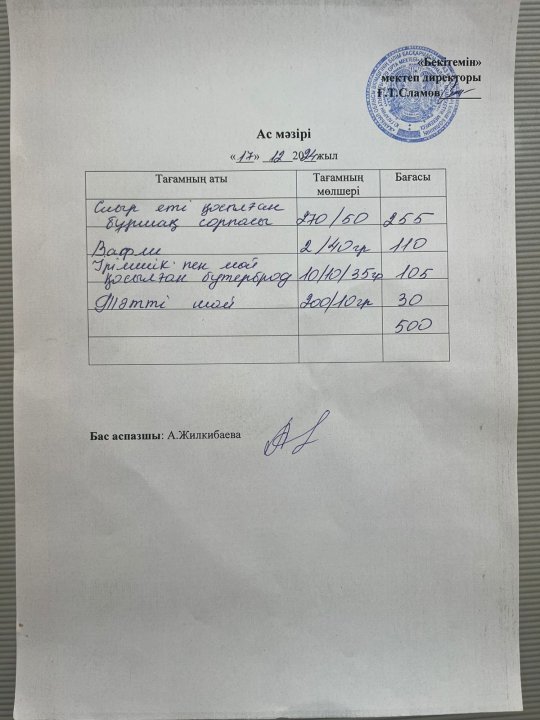 «Бекітемін»
мектеп директоры
Ғ.Т.Сламов
Ас мәзірі
«17» 12 2024 жыл
Тағамның аты Тағамның мөлшері Бағасы
Сиыр еті қосылған
бұршақ сорпасы 270/50 255
Вафли 2/40гр 110
Ірімшік пен май
қосылған бутерброд 10/10/35г 105
Тәтті шай 200/10гр 30
500
Бас аспазшы: А.Жилкибаева